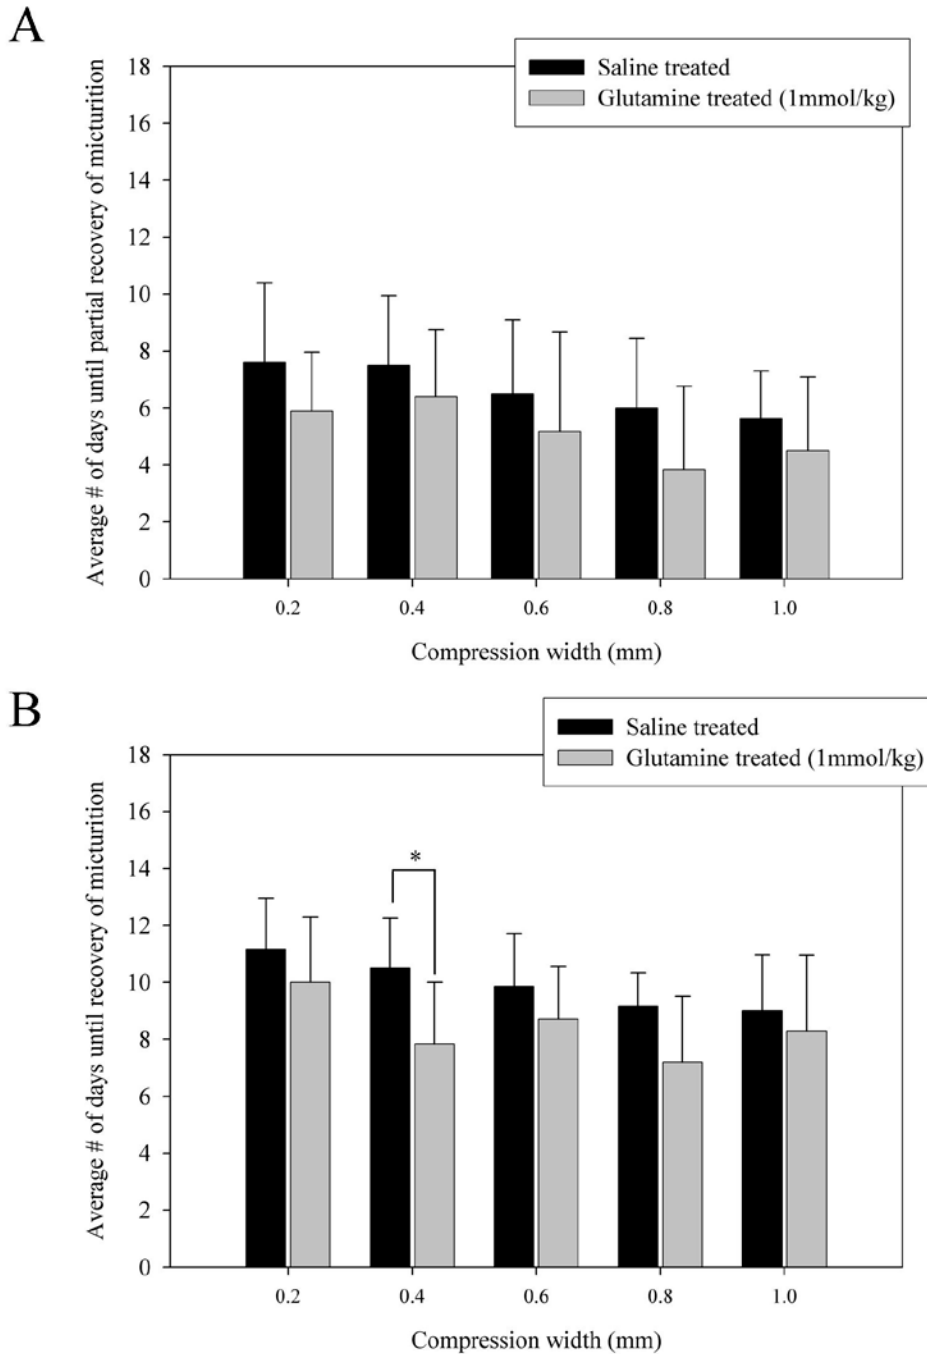 A
Saline treated
Glutamine treated (1mmol/kg)
Average # of days until partial recovery of micturition
18
16
14
12
10
8
6
4
2
0
0.2 0.4 0.6 0.8 1.0
Compression width (mm)
B
Saline treated
Glutamine treated (1mmol/kg)
Average # of days until recovery of micturition
18
16
14
12
10
8
6
4
2
0
*
0.2 0.4 0.6 0.8 1.0
Compression width (mm)